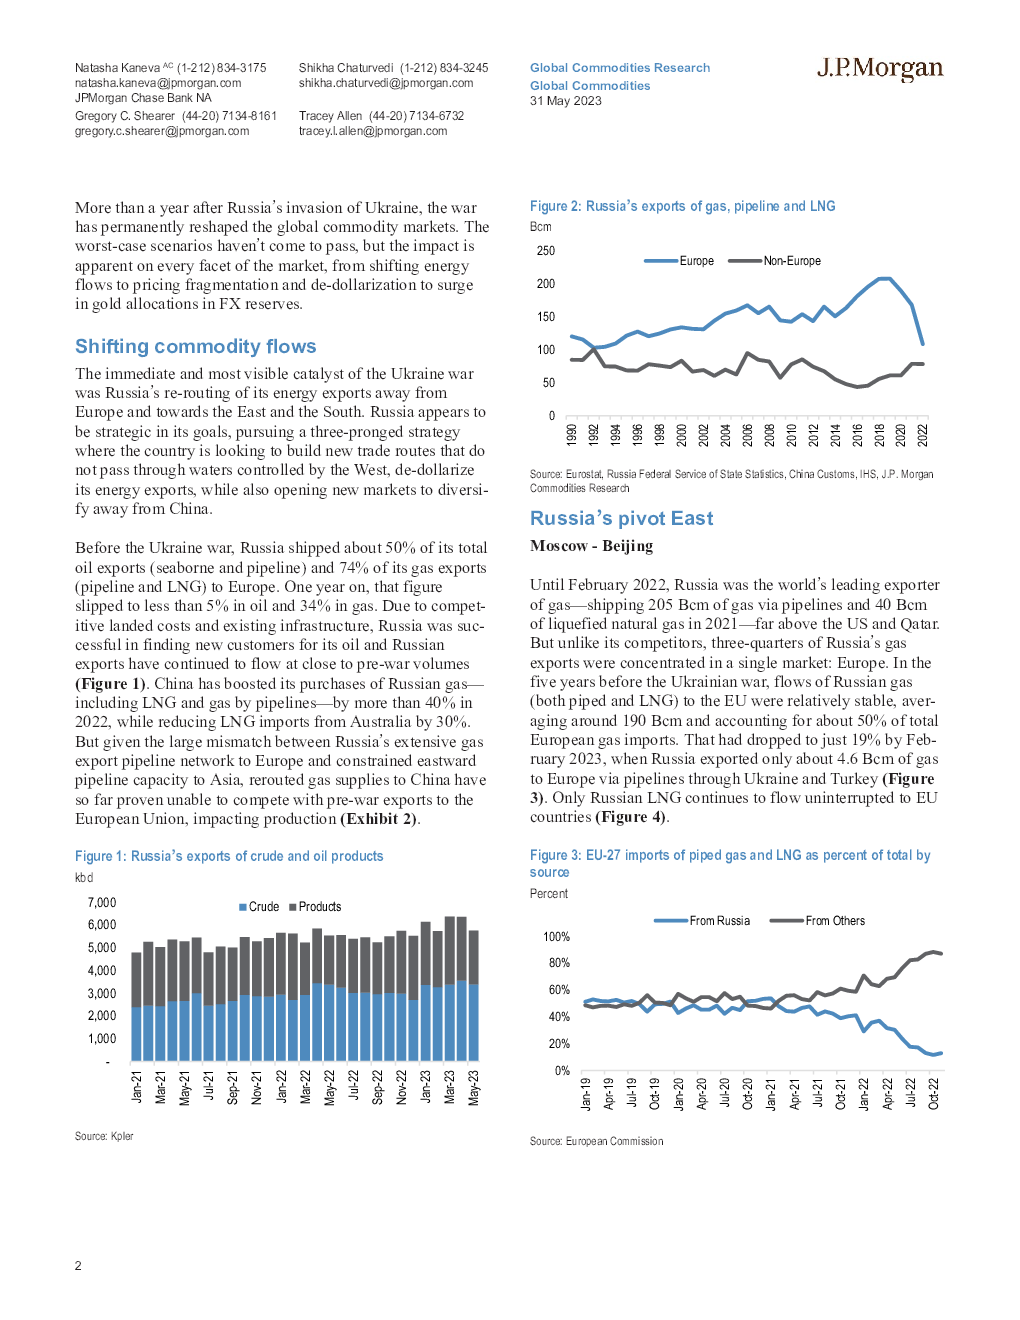 Natasha Kaneva AC (1-212) 834-3175
natasha.kaneva@jpmorgan.com
JPMorgan Chase Bank NA
Gregory C. Shearer (44-20) 7134-8161
gregory.c.shearer@jpmorgan.com
Shikha Chaturvedi (1-212) 834-3245
shikha.chaturvedi@jpmorgan.com
Tracey Allen (44-20) 7134-6732
tracey.l.allen@jpmorgan.com
Global Commodities Research
Global Commodities
31 May 2023
J.P.Morgan
More than a year after Russia's invasion of Ukraine, the war
has permanently reshaped the global commodity markets. The
worst-case scenarios haven't come to pass, but the impact is
apparent on every facet of the market, from shifting energy
flows to pricing fragmentation and de-dollarization to surge
in gold allocations in FX reserves.
Shifting commodity flows
The immediate and most visible catalyst of the Ukraine war
was Russia's re-routing of its energy exports away from
Europe and towards the East and the South. Russia appears to
be strategic in its goals, pursuing a three-pronged strategy
where the country is looking to build new trade routes that do
not pass through waters controlled by the West, de-dollarize
its energy exports, while also opening new markets to diversi-
fy away from China.
Before the Ukraine war, Russia shipped about 50% of its total
oil exports (seaborne and pipeline) and 74% of its gas exports
(pipeline and LNG) to Europe. One year on, that figure
slipped to less than 5% in oil and 34% in gas. Due to compet-
itive landed costs and existing infrastructure, Russia was suc-
cessful in finding new customers for its oil and Russian
exports have continued to flow at close to pre-war volumes
(Figure 1). China has boosted its purchases of Russian gas—
including LNG and gas by pipelines—by more than 40% in
2022, while reducing LNG imports from Australia by 30%.
But given the large mismatch between Russia's extensive gas
export pipeline network to Europe and constrained eastward
pipeline capacity to Asia, rerouted gas supplies to China have
so far proven unable to compete with pre-war exports to the
European Union, impacting production (Exhibit 2).
Figure 1: Russia's exports of crude and oil products
kbd
Crude Products
7,000
6,000
5,000
4,000
3,000
2,000
1,000
-
Jan-21 Mar-21 May-21 Jul-21 Sep-21 Nov-21 Jan-22 Mar-22 May-22 Jul-22 Sep-22 Nov-22 Jan-23 Mar-23 May-23
Source: Kpler
Figure 2: Russia's exports of gas, pipeline and LNG
Bcm
Europe Non-Europe
250
200
150
100
50
0
1990 1992 1994 1996 1998 2000 2002 2004 2006 2008 2010 2012 2014 2016 2018 2020 2022
Source: Eurostat, Russia Federal Service of State Statistics, China Customs, IHS, J.P. Morgan
Commodities Research
Russia's pivot East
Moscow - Beijing
Until February 2022, Russia was the world's leading exporter
of gas—shipping 205 Bcm of gas via pipelines and 40 Bcm
of liquefied natural gas in 2021—far above the US and Qatar.
But unlike its competitors, three-quarters of Russia's gas
exports were concentrated in a single market: Europe. In the
five years before the Ukrainian war, flows of Russian gas
(both piped and LNG) to the EU were relatively stable, aver-
aging around 190 Bcm and accounting for about 50% of total
European gas imports. That had dropped to just 19% by Feb-
ruary 2023, when Russia exported only about 4.6 Bcm of gas
to Europe via pipelines through Ukraine and Turkey (Figure
3). Only Russian LNG continues to flow uninterrupted to EU
countries (Figure 4).
Figure 3: EU-27 imports of piped gas and LNG as percent of total by
source
Percent
From Russia From Others
100%
80%
60%
40%
20%
0%
Jan-19 Apr-19 Jul-19 Oct-19 Jan-20 Apr-20 Jul-20 Oct-20 Jan-21 Apr-21 Jul-21 Oct-21 Jan-22 Apr-22 Jul-22 Oct-22
Source: European Commission
2